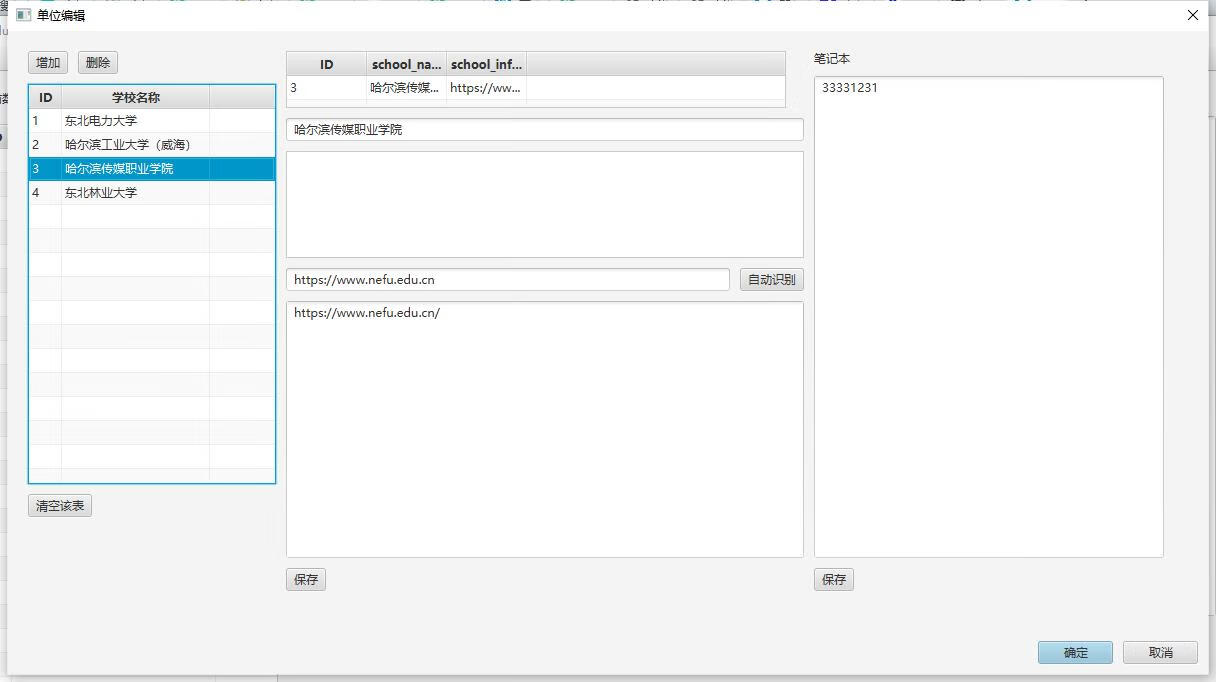 单位编辑
增加 删除
ID 学校名称
1 东北电力大学
2 哈尔滨工业大学（威海）
3 哈尔滨传媒职业学院
4 东北林业大学
清空该表
ID school_na... school_inf...
3 哈尔滨传媒... https://ww...
哈尔滨传媒职业学院
https://www.nefu.edu.cn 自动识别
https://www.nefu.edu.cn/
保存
笔记本
33331231
保存
确定 取消